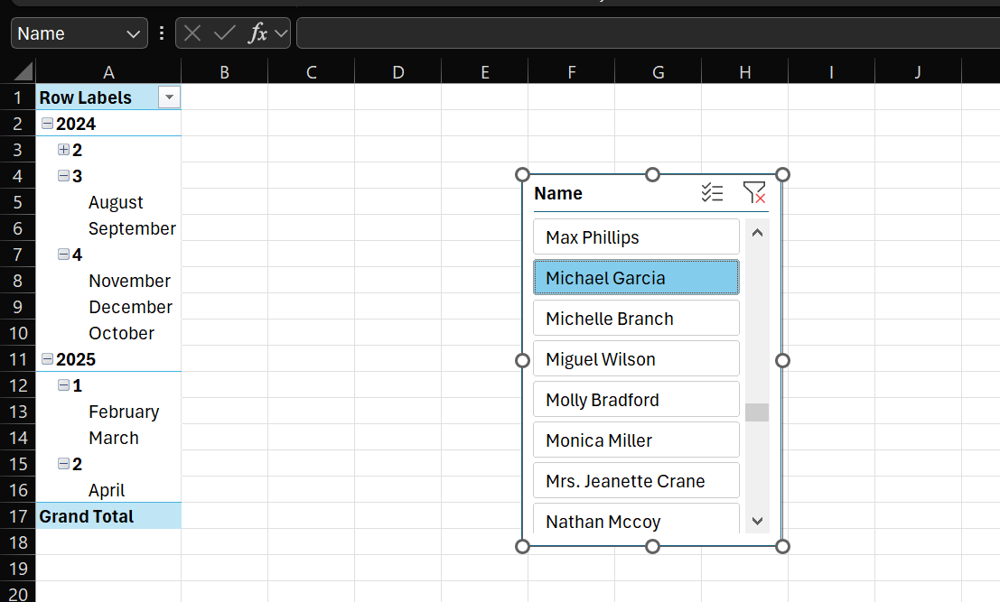 Name
fx
A B C D E F G H I J
1 Row Labels
2 2024
3 2
4 3
5 August
6 September
7 4
8 November
9 December
10 October
11 2025
12 1
13 February
14 March
15 2
16 April
17 Grand Total
18
19
20
Name
Max Phillips
Michael Garcia
Michelle Branch
Miguel Wilson
Molly Bradford
Monica Miller
Mrs. Jeanette Crane
Nathan Mccoy